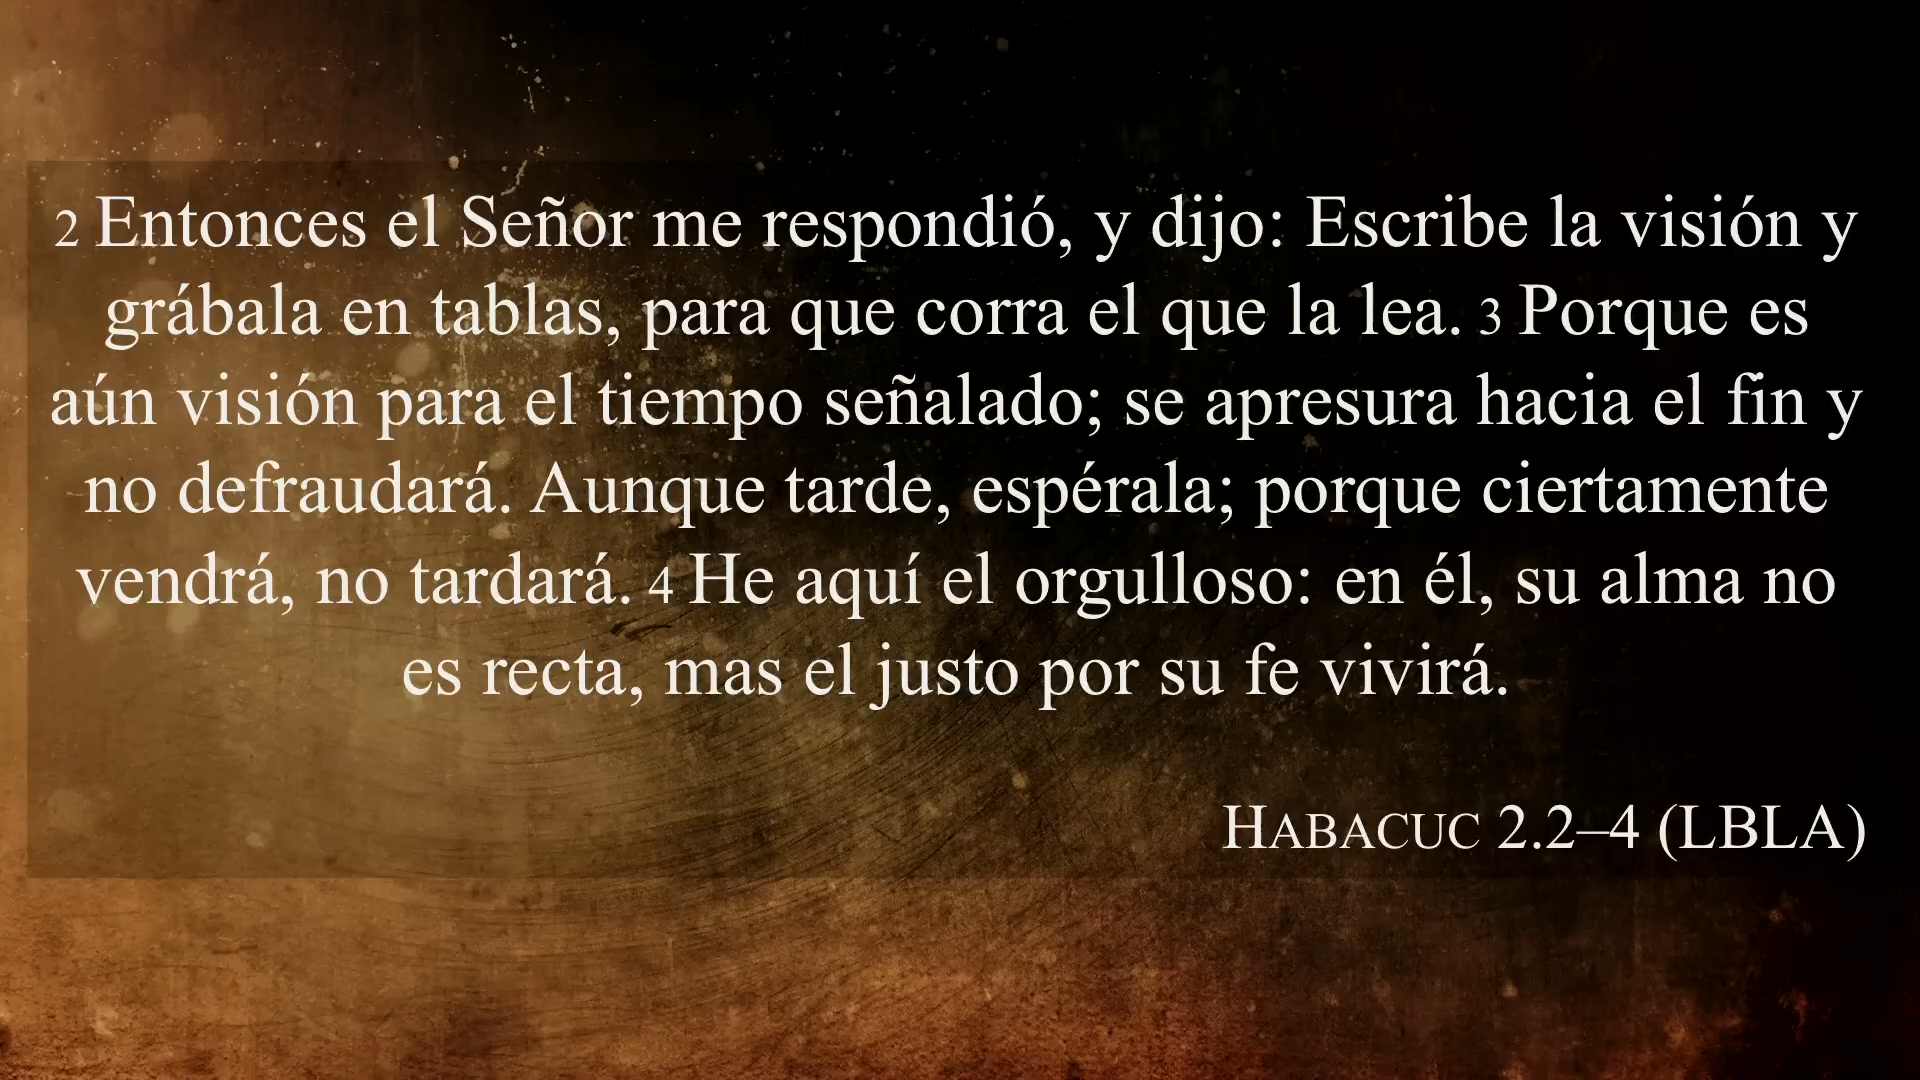 2 Entonces el Señor me respondió, y dijo: Escribe la visión y
grábala en tablas, para que corra el que la lea. 3 Porque es
aún visión para el tiempo señalado; se apresura hacia el fin y
no defraudará. Aunque tarde, espérala; porque ciertamente
vendrá, no tardará. 4 He aquí el orgulloso: en él, su alma no
es recta, mas el justo por su fe vivirá.
HABACUC 2.2–4 (LBLA)